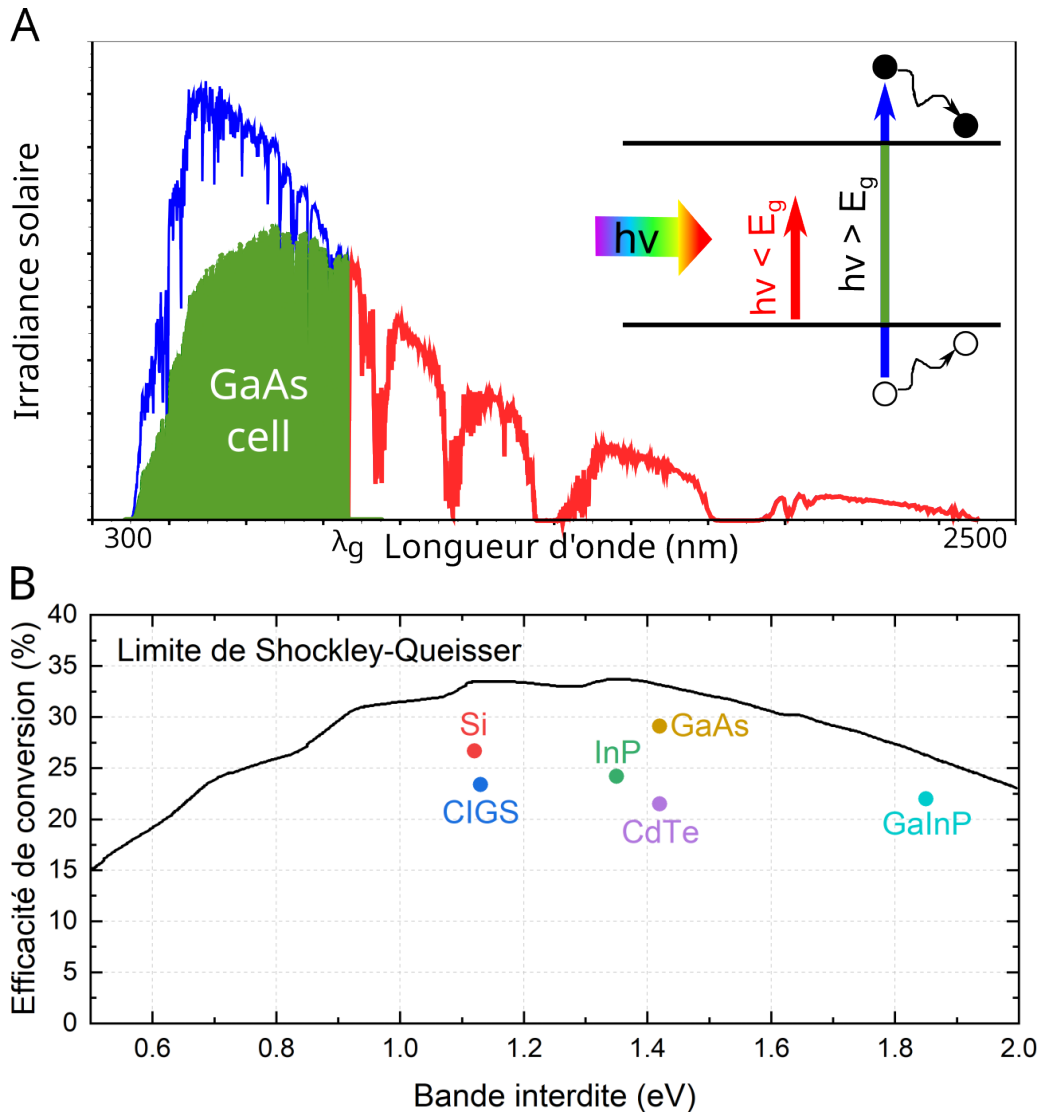 A
Irradiance solaire
GaAs
cell
hν
hν < Eg
hν > Eg
300
λg
Longueur d'onde (nm)
2500
B
Efficacité de conversion (%)
40
35
30
25
20
15
10
5
0
Limite de Shockley-Queisser
Si
CIGS
InP
GaAs
CdTe
GaInP
0.6
0.8
1.0
1.2
1.4
1.6
1.8
2.0
Bande interdite (eV)